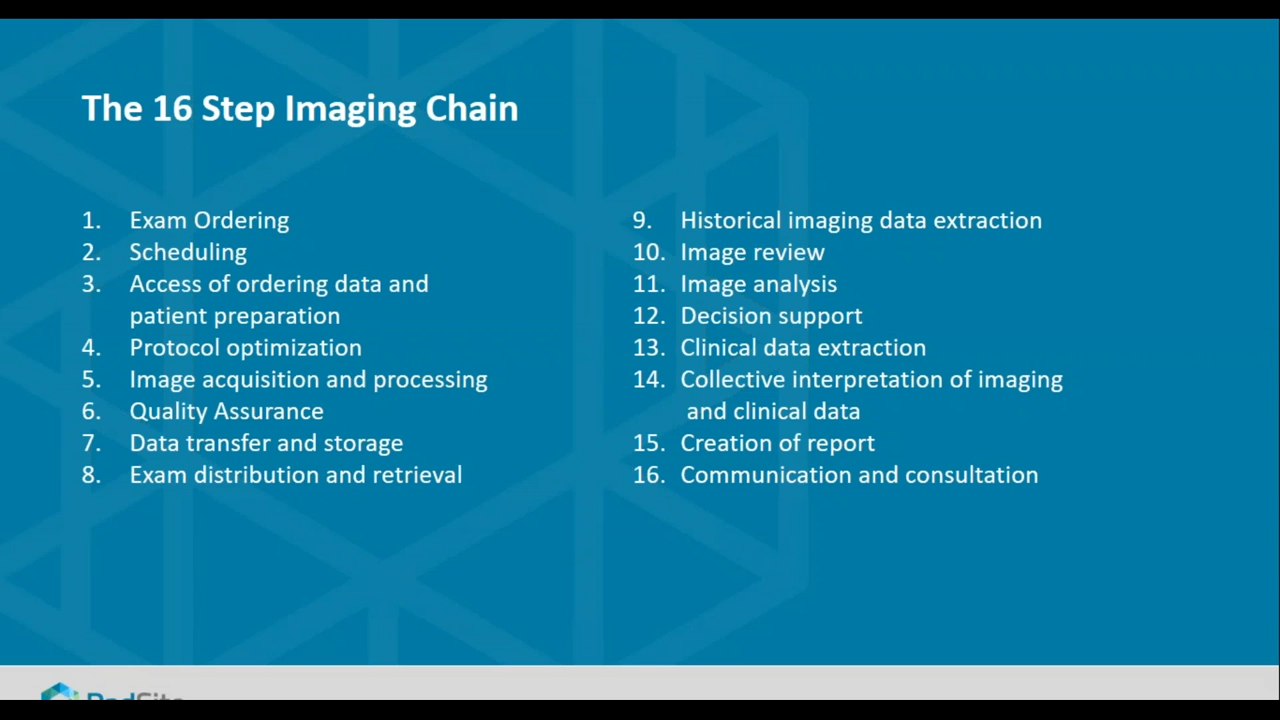 The 16 Step Imaging Chain
1. Exam Ordering
2. Scheduling
3. Access of ordering data and
patient preparation
4. Protocol optimization
5. Image acquisition and processing
6. Quality Assurance
7. Data transfer and storage
8. Exam distribution and retrieval
9. Historical imaging data extraction
10. Image review
11. Image analysis
12. Decision support
13. Clinical data extraction
14. Collective interpretation of imaging
and clinical data
15. Creation of report
16. Communication and consultation